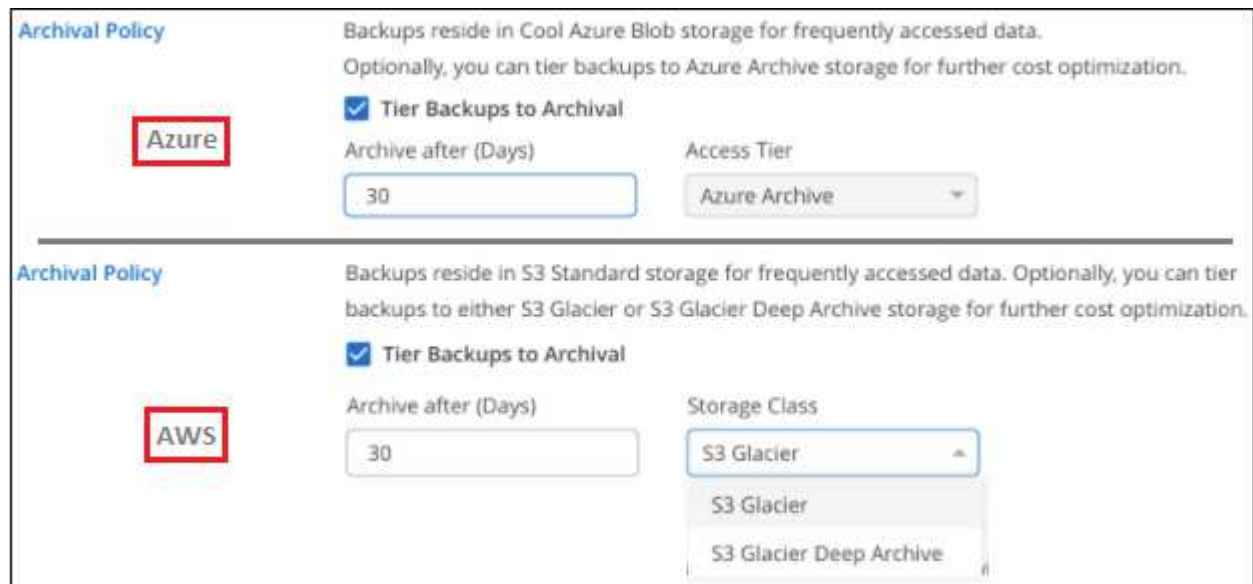 Archival Policy
Backups reside in Cool Azure Blob storage for frequently accessed data.
Optionally, you can tier backups to Azure Archive storage for further cost optimization.
Tier Backups to Archival
Azure
Archive after (Days)
Access Tier
30
Azure Archive
Archival Policy
Backups reside in S3 Standard storage for frequently accessed data. Optionally, you can tier
backups to either S3 Glacier or S3 Glacier Deep Archive storage for further cost optimization.
Tier Backups to Archival
AWS
Archive after (Days)
Storage Class
30
S3 Glacier
S3 Glacier
S3 Glacier Deep Archive